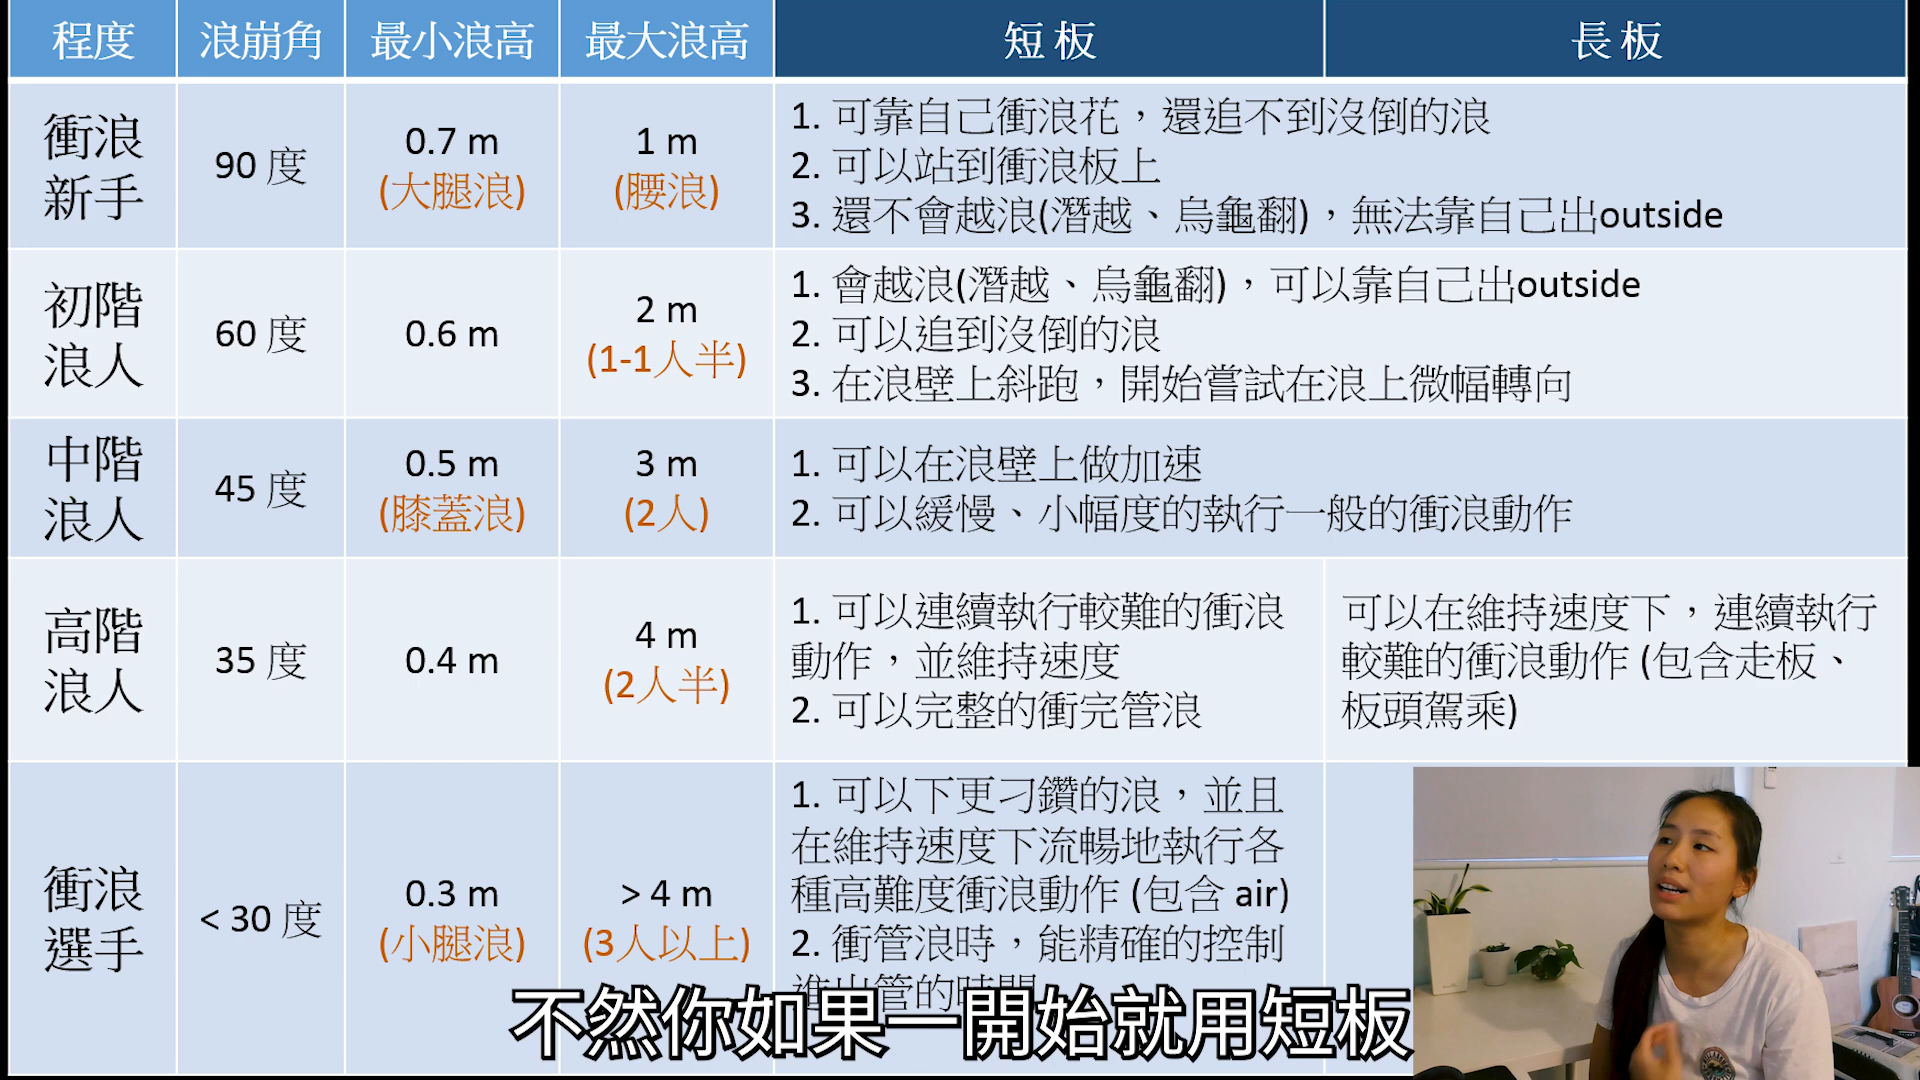 程度 浪崩角 最小浪高 最大浪高 短板 長板
衝浪
新手
90 度
0.7 m
(大腿浪)
1 m
(腰浪)
1. 可靠自己衝浪花，還追不到沒倒的浪
2. 可以站到衝浪板上
3. 還不會越浪(潛越、烏龜翻)，無法靠自己出outside
初階
浪人
60 度
0.6 m
2 m
(1-1人半)
1. 會越浪(潛越、烏龜翻)，可以靠自己出outside
2. 可以追到沒倒的浪
3. 在浪壁上斜跑，開始嘗試在浪上微幅轉向
中階
浪人
45 度
0.5 m
(膝蓋浪)
3 m
(2人)
1. 可以在浪壁上做加速
2. 可以緩慢、小幅度的執行一般的衝浪動作
高階
浪人
35 度
0.4 m
4 m
(2人半)
1. 可以連續執行較難的衝浪
動作，並維持速度
2. 可以完整的衝完管浪
可以在維持速度下，連續執行
較難的衝浪動作 (包含走板、
板頭駕乘)
衝浪
選手
< 30 度
0.3 m
(小腿浪)
> 4 m
(3人以上)
1. 可以下更刁鑽的浪，並且
在維持速度下流暢地執行各
種高難度衝浪動作 (包含 air)
2. 衝管浪時，能精確的控制
進出管的時間
不然你如果一開始就用短板